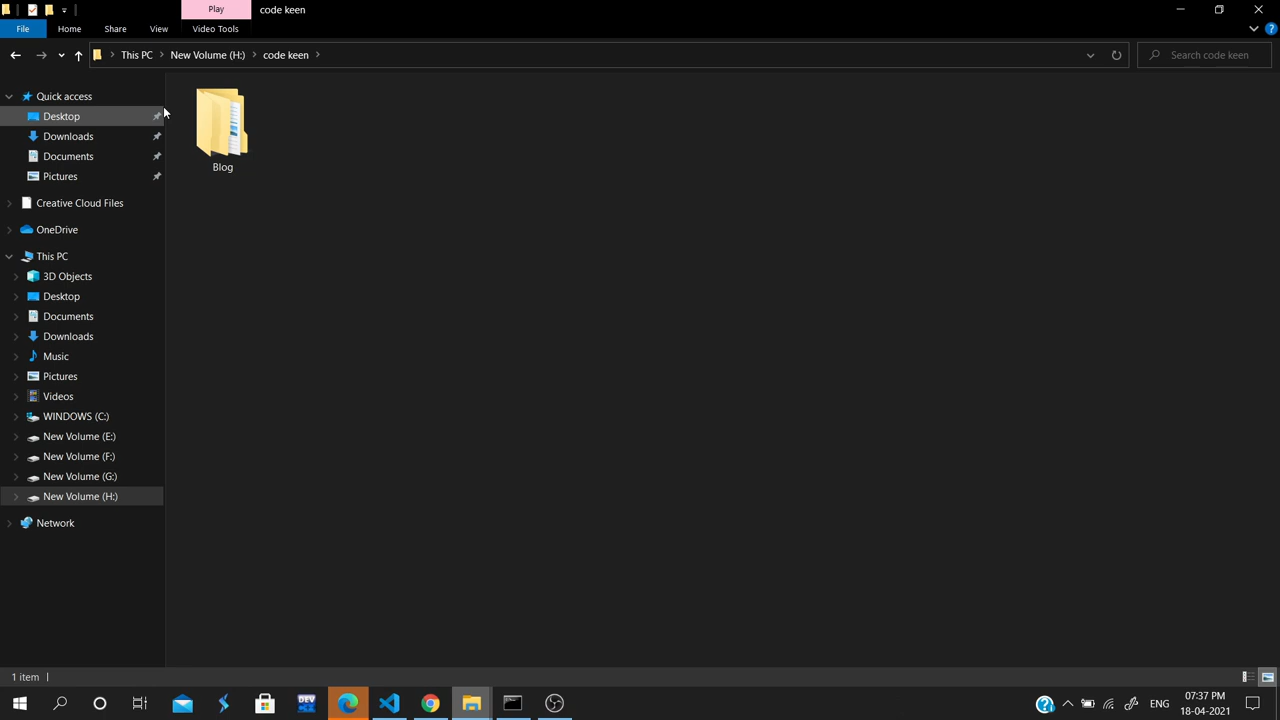 Play
code keen
File
Home
Share
View
Video Tools
This PC
New Volume (H:)
code keen
Search code keen
Quick access
Desktop
Downloads
Documents
Pictures
Creative Cloud Files
OneDrive
This PC
3D Objects
Desktop
Documents
Downloads
Music
Pictures
Videos
WINDOWS (C:)
New Volume (E:)
New Volume (F:)
New Volume (G:)
New Volume (H:)
Network
Blog
1 item
DEV
ENG
07:37 PM
18-04-2021